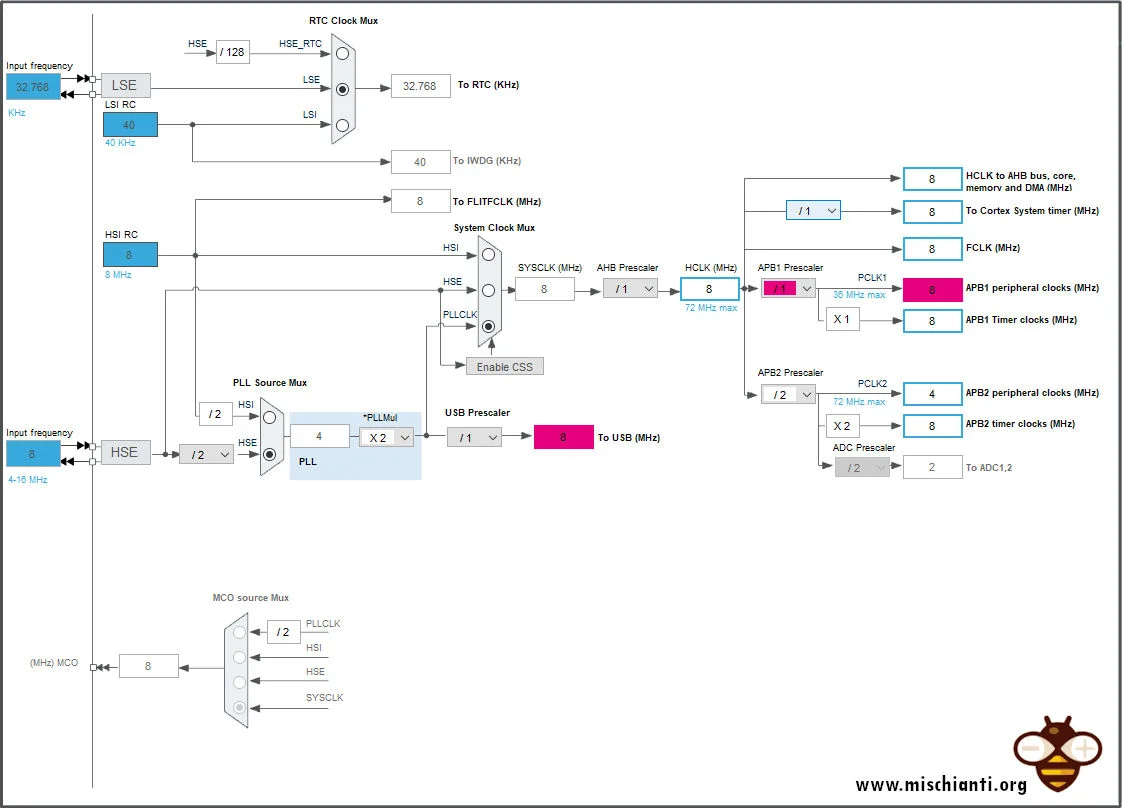 RTC Clock Mux
HSE
/ 128
HSE_RTC
Input frequency
32.768
KHz
LSE
LSE
32.768
To RTC (KHz)
LSI RC
40
40 KHz
LSI
40
To IWDG (KHz)
8
To FLITFCLK (MHz)
System Clock Mux
HSI RC
8
8 MHz
HSI
HSE
PLLCLK
SYSCLK (MHz)
8
AHB Prescaler
/ 1
HCLK (MHz)
8
72 MHz max
Enable CSS
8
HCLK to AHB bus, core,
memory and DMA (MHz)
/ 1
8
To Cortex System timer (MHz)
8
FCLK (MHz)
APB1 Prescaler
/ 1
PCLK1
36 MHz max
8
APB1 peripheral clocks (MHz)
X 1
8
APB1 Timer clocks (MHz)
APB2 Prescaler
/ 2
PCLK2
72 MHz max
4
APB2 peripheral clocks (MHz)
X 2
8
APB2 timer clocks (MHz)
ADC Prescaler
/ 2
2
To ADC1,2
PLL Source Mux
/ 2
HSI
Input frequency
8
4-16 MHz
HSE
/ 2
HSE
4
*PLLMul
X 2
PLL
USB Prescaler
/ 1
8
To USB (MHz)
MCO source Mux
/ 2
PLLCLK
HSI
HSE
SYSCLK
(MHz) MCO
8
www.mischianti.org